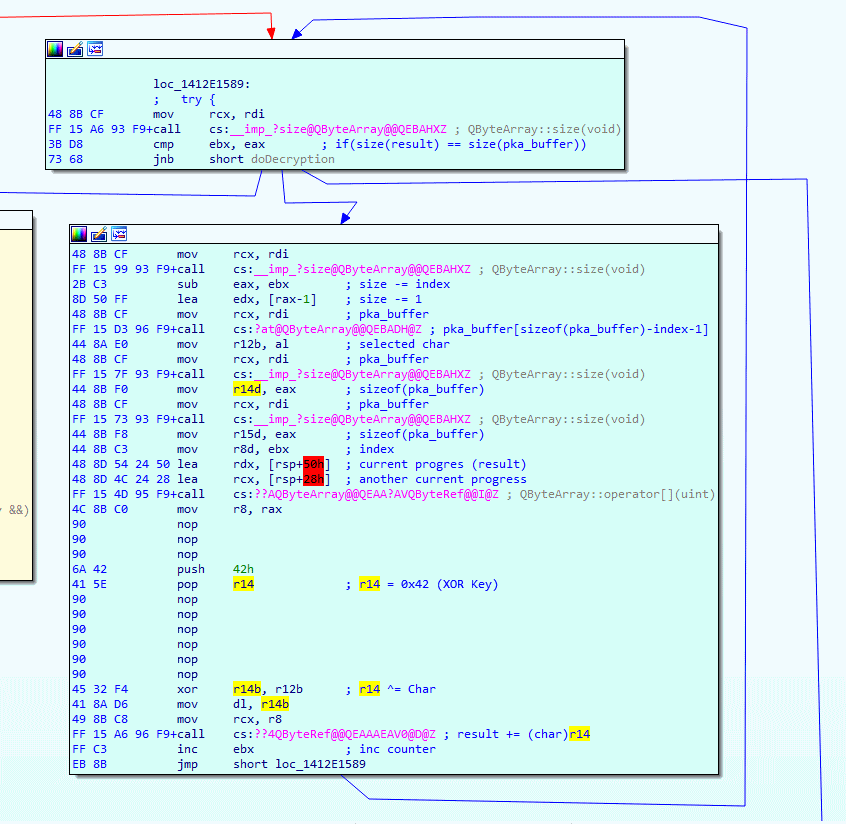 loc_1412E1589:
;   try {
48 8B CF mov rcx, rdi
FF 15 A6 93 F9+call cs:__imp_?size@QByteArray@@QEBAHXZ ; QByteArray::size(void)
3B D8 cmp ebx, eax ; if(size(result) == size(pka_buffer))
73 68 jnb short doDecryption
48 8B CF mov rcx, rdi
FF 15 99 93 F9+call cs:__imp_?size@QByteArray@@QEBAHXZ ; QByteArray::size(void)
2B C3 sub eax, ebx ; size -= index
8D 50 FF lea edx, [rax-1] ; size -= 1
48 8B CF mov rcx, rdi ; pka_buffer
FF 15 D3 96 F9+call cs:?at@QByteArray@@QEBADH@Z ; pka_buffer[sizeof(pka_buffer)-index-1]
44 8A E0 mov r12b, al ; selected char
48 8B CF mov rcx, rdi ; pka_buffer
FF 15 7F 93 F9+call cs:__imp_?size@QByteArray@@QEBAHXZ ; QByteArray::size(void)
44 8B F0 mov r14d, eax ; sizeof(pka_buffer)
48 8B CF mov rcx, rdi ; pka_buffer
FF 15 73 93 F9+call cs:__imp_?size@QByteArray@@QEBAHXZ ; QByteArray::size(void)
44 8B F8 mov r15d, eax ; sizeof(pka_buffer)
44 8B C3 mov r8d, ebx ; index
48 8D 54 24 50 lea rdx, [rsp+50h] ; current progres (result)
48 8D 4C 24 28 lea rcx, [rsp+28h] ; another current progress
FF 15 4D 95 F9+call cs:??AQByteArray@@QEAA?AVQByteRef@@I@Z ; QByteArray::operator[](uint)
4C 8B C0 mov r8, rax
&&)
90 nop
90 nop
90 nop
6A 42 push 42h
41 5E pop r14 ; r14 = 0x42 (XOR Key)
90 nop
90 nop
90 nop
90 nop
90 nop
90 nop
45 32 F4 xor r14b, r12b ; r14 ^= Char
41 8A D6 mov dl, r14b
49 8B C8 mov rcx, r8
FF 15 A6 96 F9+call cs:??4QByteRef@@QEAAAEAV0@D@Z ; result += (char)r14
FF C3 inc ebx ; inc counter
EB 8B jmp short loc_1412E1589